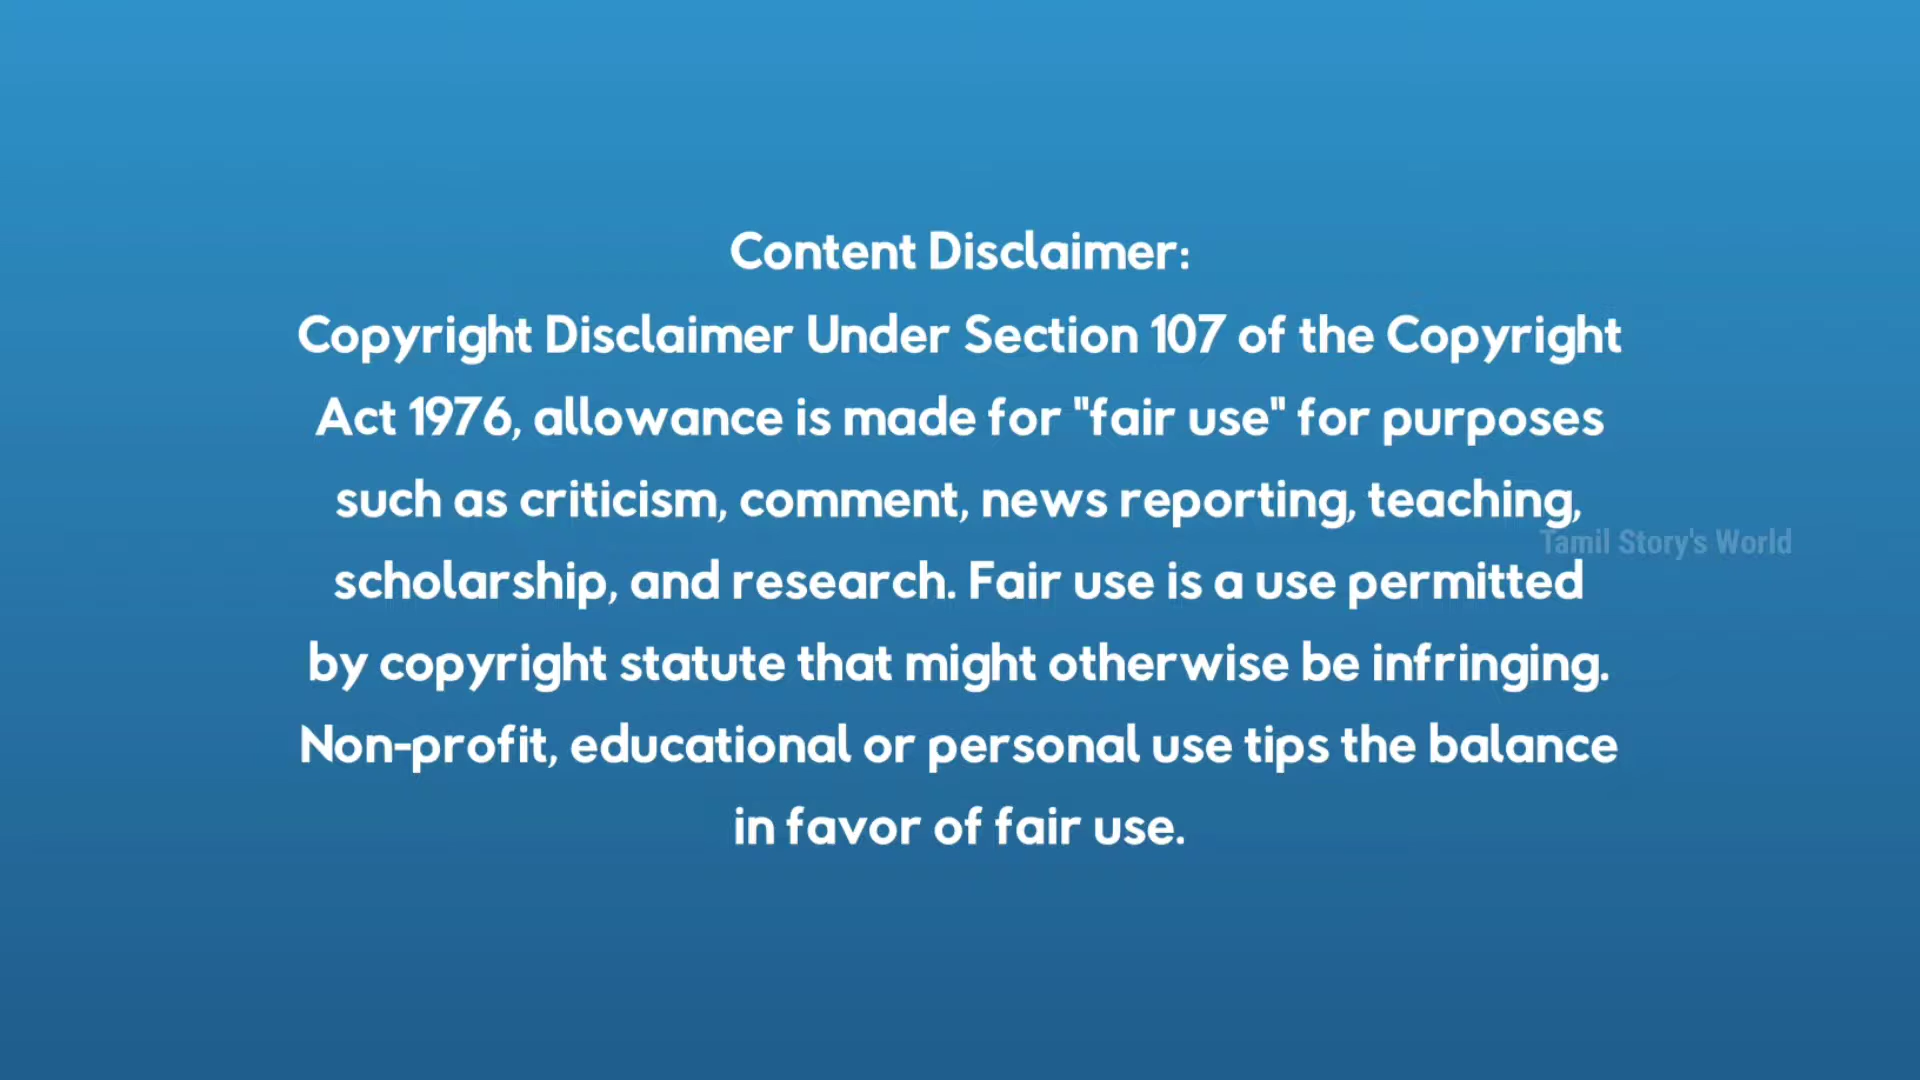 Content Disclaimer:
Copyright Disclaimer Under Section 107 of the Copyright
Act 1976, allowance is made for "fair use" for purposes
such as criticism, comment, news reporting, teaching,
Tamil Story's World
scholarship, and research. Fair use is a use permitted
by copyright statute that might otherwise be infringing.
Non-profit, educational or personal use tips the balance
in favor of fair use.